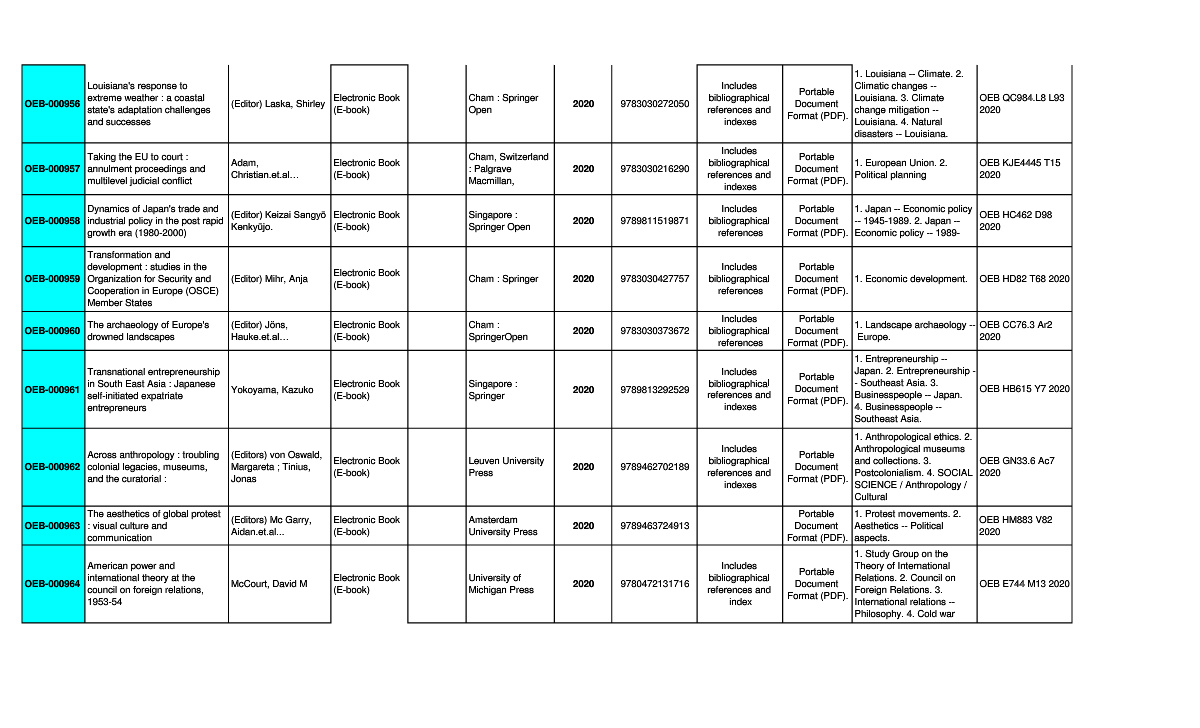 OEB-000956
Louisiana's response to
extreme weather : a coastal
state's adaptation challenges
and successes
(Editor) Laska, Shirley
Electronic Book
(E-book)
Cham : Springer
Open
2020
9783030272050
Includes
bibliographical
references and
indexes
Portable
Document
Format (PDF).
1. Louisiana -- Climate. 2.
Climatic changes --
Louisiana. 3. Climate
change mitigation --
Louisiana. 4. Natural
disasters -- Louisiana.
OEB QC984.L8 L93
2020
OEB-000957
Taking the EU to court :
annulment proceedings and
multilevel judicial conflict
Adam,
Christian.et.al...
Electronic Book
(E-book)
Cham, Switzerland
: Palgrave
Macmillan,
2020
9783030216290
Includes
bibliographical
references and
indexes
Portable
Document
Format (PDF).
1. European Union. 2.
Political planning
OEB KJE4445 T15
2020
OEB-000958
Dynamics of Japan's trade and
industrial policy in the post rapid
growth era (1980-2000)
(Editor) Keizai Sangyō
Kenkyūjo.
Electronic Book
(E-book)
Singapore :
Springer Open
2020
9789811519871
Includes
bibliographical
references
Portable
Document
Format (PDF).
1. Japan -- Economic policy
-- 1945-1989. 2. Japan --
Economic policy -- 1989-
OEB HC462 D98
2020
OEB-000959
Transformation and
development : studies in the
Organization for Security and
Cooperation in Europe (OSCE)
Member States
(Editor) Mihr, Anja
Electronic Book
(E-book)
Cham : Springer
2020
9783030427757
Includes
bibliographical
references
Portable
Document
Format (PDF).
1. Economic development.
OEB HD82 T68 2020
OEB-000960
The archaeology of Europe's
drowned landscapes
(Editor) Jöns,
Hauke.et.al...
Electronic Book
(E-book)
Cham :
SpringerOpen
2020
9783030373672
Includes
bibliographical
references
Portable
Document
Format (PDF).
1. Landscape archaeology --
Europe.
OEB CC76.3 Ar2
2020
OEB-000961
Transnational entrepreneurship
in South East Asia : Japanese
self-initiated expatriate
entrepreneurs
Yokoyama, Kazuko
Electronic Book
(E-book)
Singapore :
Springer
2020
9789813292529
Includes
bibliographical
references and
indexes
Portable
Document
Format (PDF).
1. Entrepreneurship --
Japan. 2. Entrepreneurship -
- Southeast Asia. 3.
Businesspeople -- Japan.
4. Businesspeople --
Southeast Asia.
OEB HB615 Y7 2020
OEB-000962
Across anthropology : troubling
colonial legacies, museums,
and the curatorial :
(Editors) von Oswald,
Margareta ; Tinius,
Jonas
Electronic Book
(E-book)
Leuven University
Press
2020
9789462702189
Includes
bibliographical
references and
indexes
Portable
Document
Format (PDF).
1. Anthropological ethics. 2.
Anthropological museums
and collections. 3.
Postcolonialism. 4. SOCIAL
SCIENCE / Anthropology /
Cultural
OEB GN33.6 Ac7
2020
OEB-000963
The aesthetics of global protest
: visual culture and
communication
(Editors) Mc Garry,
Aidan.et.al...
Electronic Book
(E-book)
Amsterdam
University Press
2020
9789463724913
Portable
Document
Format (PDF).
1. Protest movements. 2.
Aesthetics -- Political
aspects.
OEB HM883 V82
2020
OEB-000964
American power and
international theory at the
council on foreign relations,
1953-54
McCourt, David M
Electronic Book
(E-book)
University of
Michigan Press
2020
9780472131716
Includes
bibliographical
references and
index
Portable
Document
Format (PDF).
1. Study Group on the
Theory of International
Relations. 2. Council on
Foreign Relations. 3.
International relations --
Philosophy. 4. Cold war
OEB E744 M13 2020